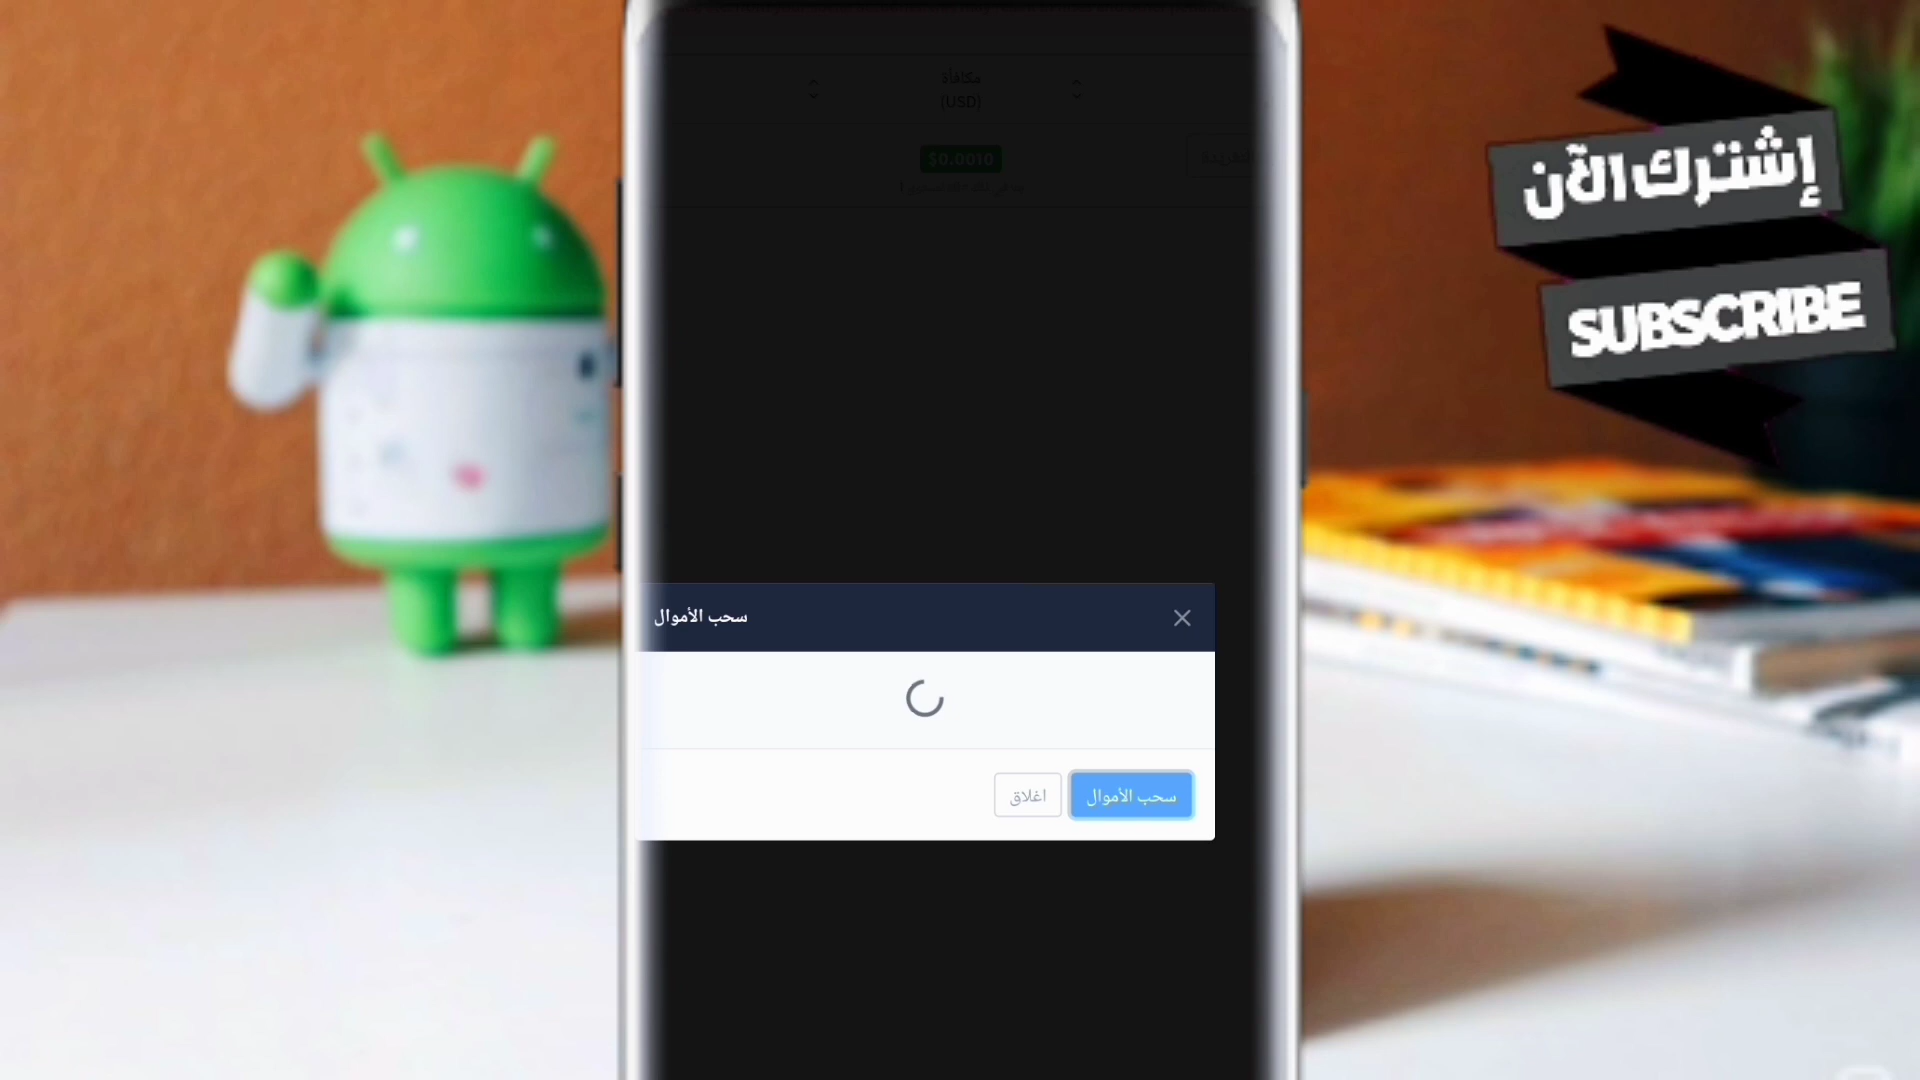 مكافأة
(USD)
$0.0010
سحب الأموال
اغلاق
سحب الأموال
إشترك الآن
SUBSCRIBE